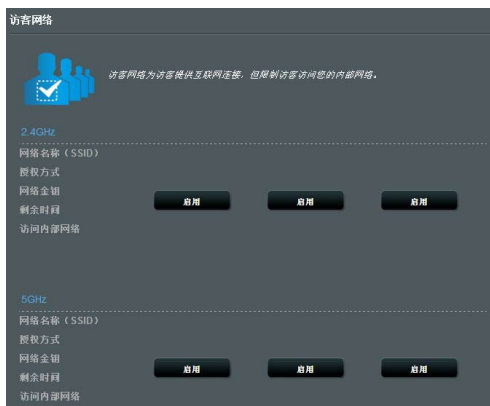 访客网络
访客网络为访客提供互联网连接，但限制访客访问您的内部网络。
2.4GHz
网络名称（SSID）
授权方式
网络金钥
剩余时间
访问内部网络
启用 启用 启用
5GHz
网络名称（SSID）
授权方式
网络金钥
剩余时间
访问内部网络
启用 启用 启用